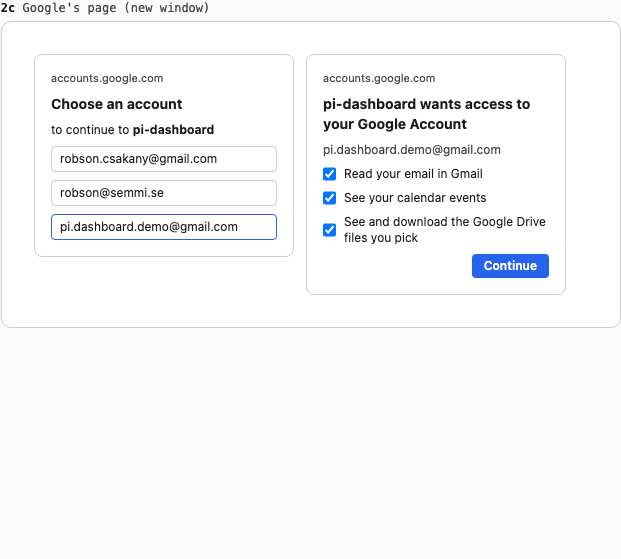 2c Google's page (new window)
accounts.google.com
Choose an account
to continue to pi-dashboard
robson.csakany@gmail.com
robson@semmi.se
pi.dashboard.demo@gmail.com
accounts.google.com
pi-dashboard wants access to
your Google Account
pi.dashboard.demo@gmail.com
Read your email in Gmail
See your calendar events
See and download the Google Drive
files you pick
Continue